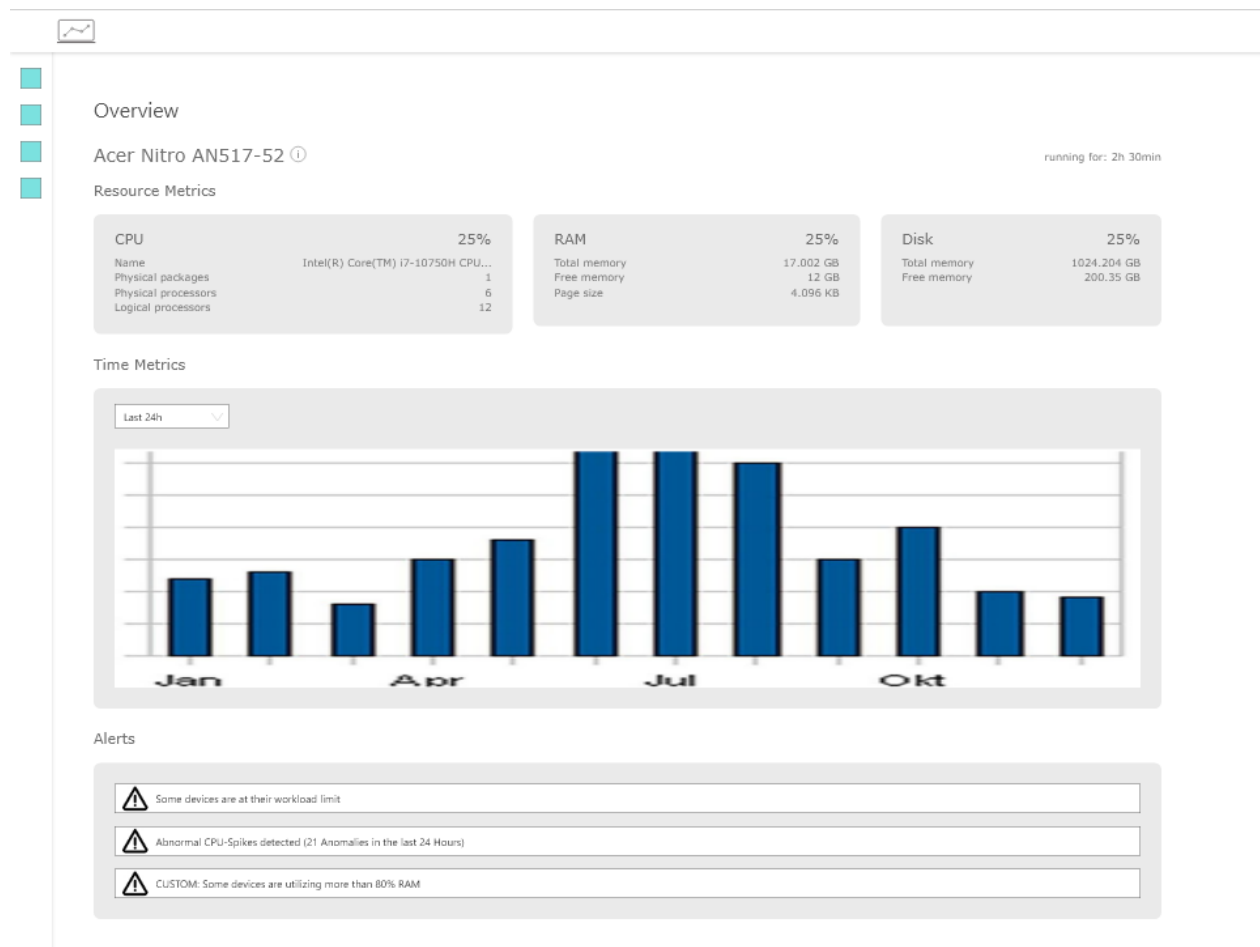 Overview
Acer Nitro AN517-52
running for: 2h 30min
Resource Metrics
CPU 25%
Name Intel(R) Core(TM) i7-10750H CPU...
Physical packages 1
Physical processors 6
Logical processors 12
RAM 25%
Total memory 17.002 GB
Free memory 12 GB
Page size 4.096 KB
Disk 25%
Total memory 1024.204 GB
Free memory 200.35 GB
Time Metrics
Last 24h
Jan Apr Jul Okt
Alerts
Some devices are at their workload limit
Abnormal CPU-Spikes detected (21 Anomalies in the last 24 Hours)
CUSTOM: Some devices are utilizing more than 80% RAM